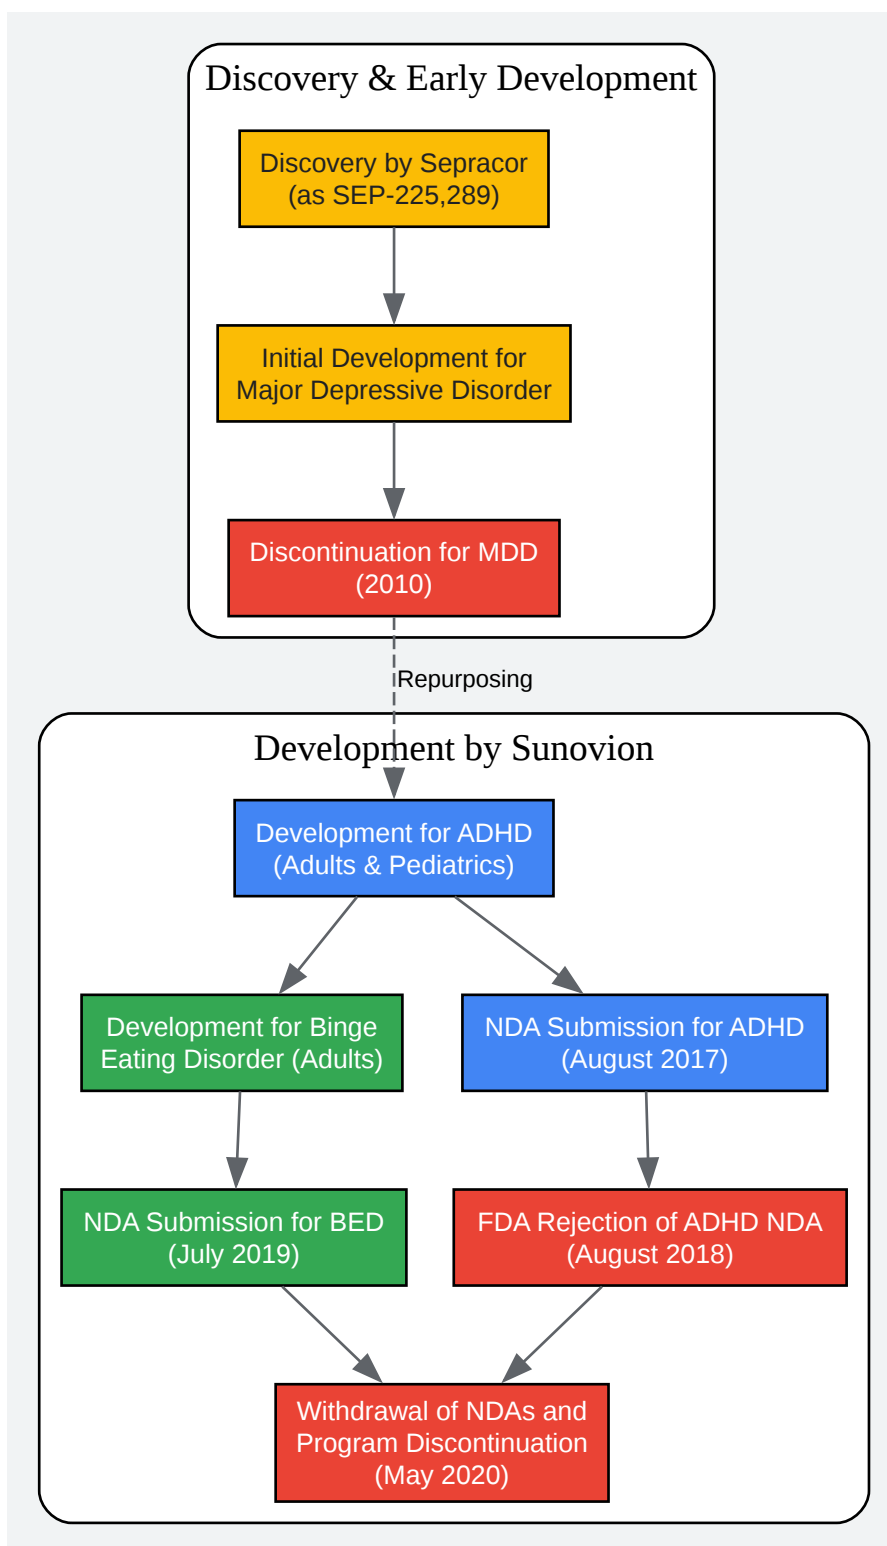 Discovery & Early Development
Discovery by Sepracor
(as SEP-225,289)
Initial Development for
Major Depressive Disorder
Discontinuation for MDD
(2010)
Repurposing
Development by Sunovion
Development for ADHD
(Adults & Pediatrics)
Development for Binge
Eating Disorder (Adults)
NDA Submission for ADHD
(August 2017)
NDA Submission for BED
(July 2019)
FDA Rejection of ADHD NDA
(August 2018)
Withdrawal of NDAs and
Program Discontinuation
(May 2020)